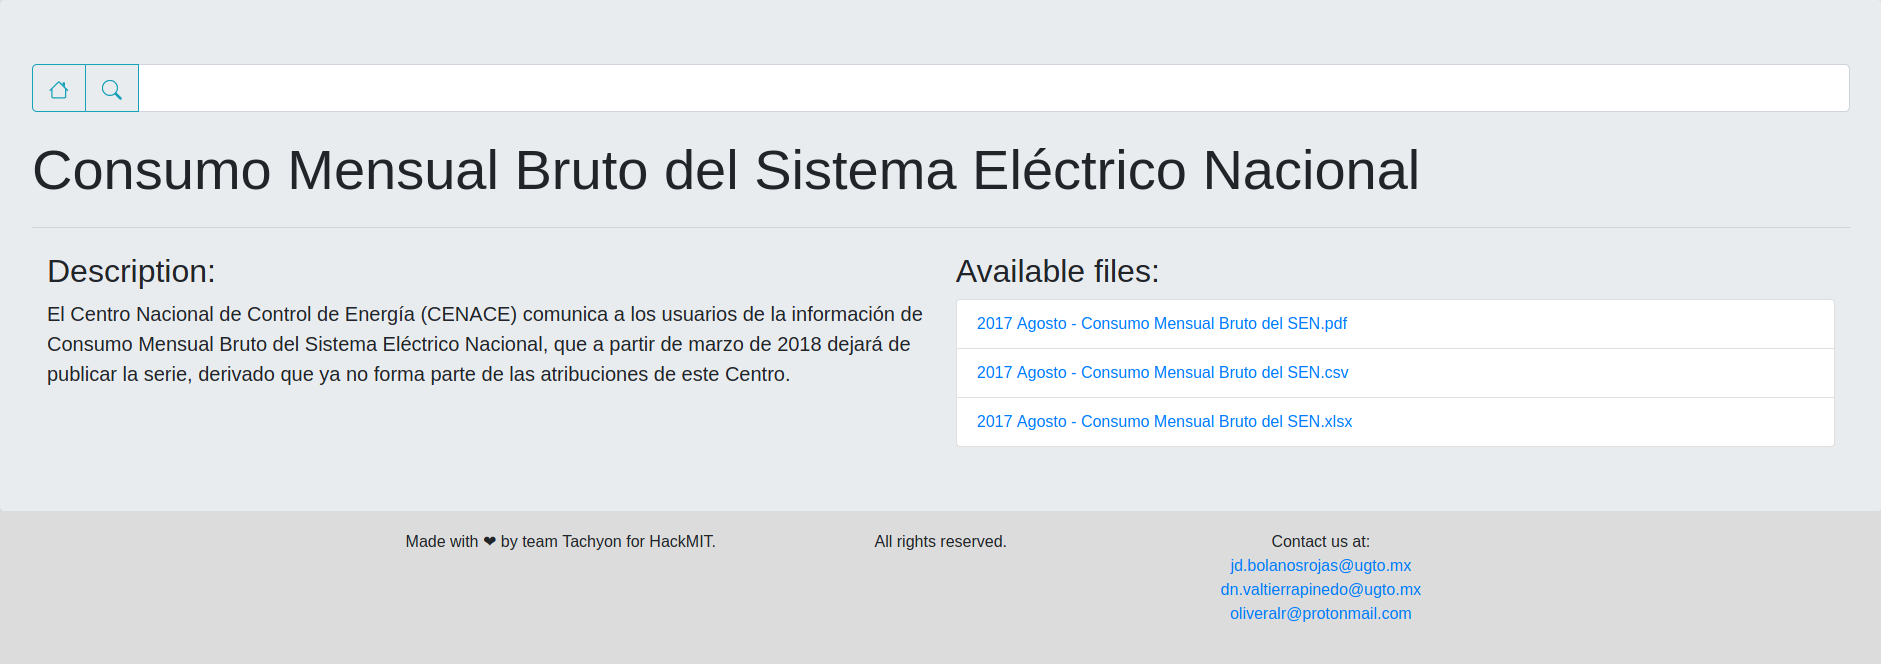 Consumo Mensual Bruto del Sistema Eléctrico Nacional
Description:
El Centro Nacional de Control de Energía (CENACE) comunica a los usuarios de la información de
Consumo Mensual Bruto del Sistema Eléctrico Nacional, que a partir de marzo de 2018 dejará de
publicar la serie, derivado que ya no forma parte de las atribuciones de este Centro.
Available files:
2017 Agosto - Consumo Mensual Bruto del SEN.pdf
2017 Agosto - Consumo Mensual Bruto del SEN.csv
2017 Agosto - Consumo Mensual Bruto del SEN.xlsx
Made with ❤ by team Tachyon for HackMIT.
All rights reserved.
Contact us at:
jd.bolanosrojas@ugto.mx
dn.valtierrapinedo@ugto.mx
oliveralr@protonmail.com